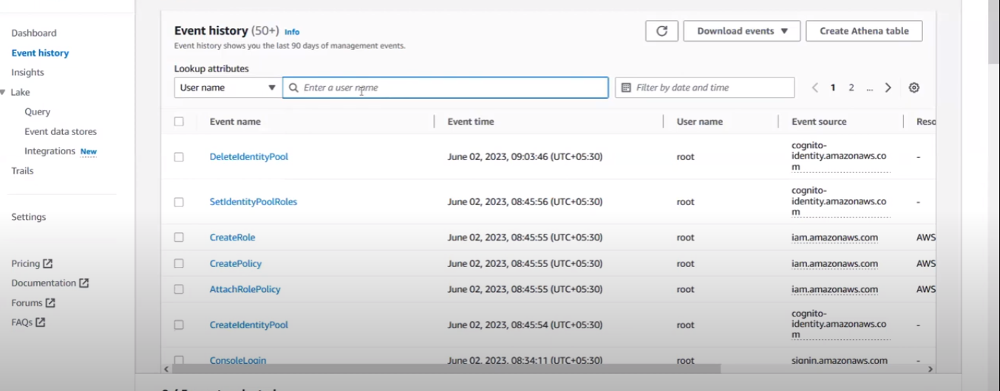 Dashboard
Event history
Insights
Lake
Query
Event data stores
Integrations New
Trails
Settings
Pricing
Documentation
Forums
FAQs
Event history (50+) Info
Event history shows you the last 90 days of management events.
Download events
Create Athena table
Lookup attributes
User name
Enter a user name
Filter by date and time
1 2 ...
Event name Event time User name Event source Reso
DeleteIdentityPool June 02, 2023, 09:03:46 (UTC+05:30) root cognito-
identity.amazonaws.co
m -
SetIdentityPoolRoles June 02, 2023, 08:45:56 (UTC+05:30) root cognito-
identity.amazonaws.co
m -
CreateRole June 02, 2023, 08:45:55 (UTC+05:30) root iam.amazonaws.com AWS
CreatePolicy June 02, 2023, 08:45:55 (UTC+05:30) root iam.amazonaws.com AWS
AttachRolePolicy June 02, 2023, 08:45:55 (UTC+05:30) root iam.amazonaws.com AWS
CreateIdentityPool June 02, 2023, 08:45:54 (UTC+05:30) root cognito-
identity.amazonaws.co
m -
ConsoleLogin June 02, 2023, 08:34:11 (UTC+05:30) root signin.amazonaws.com -